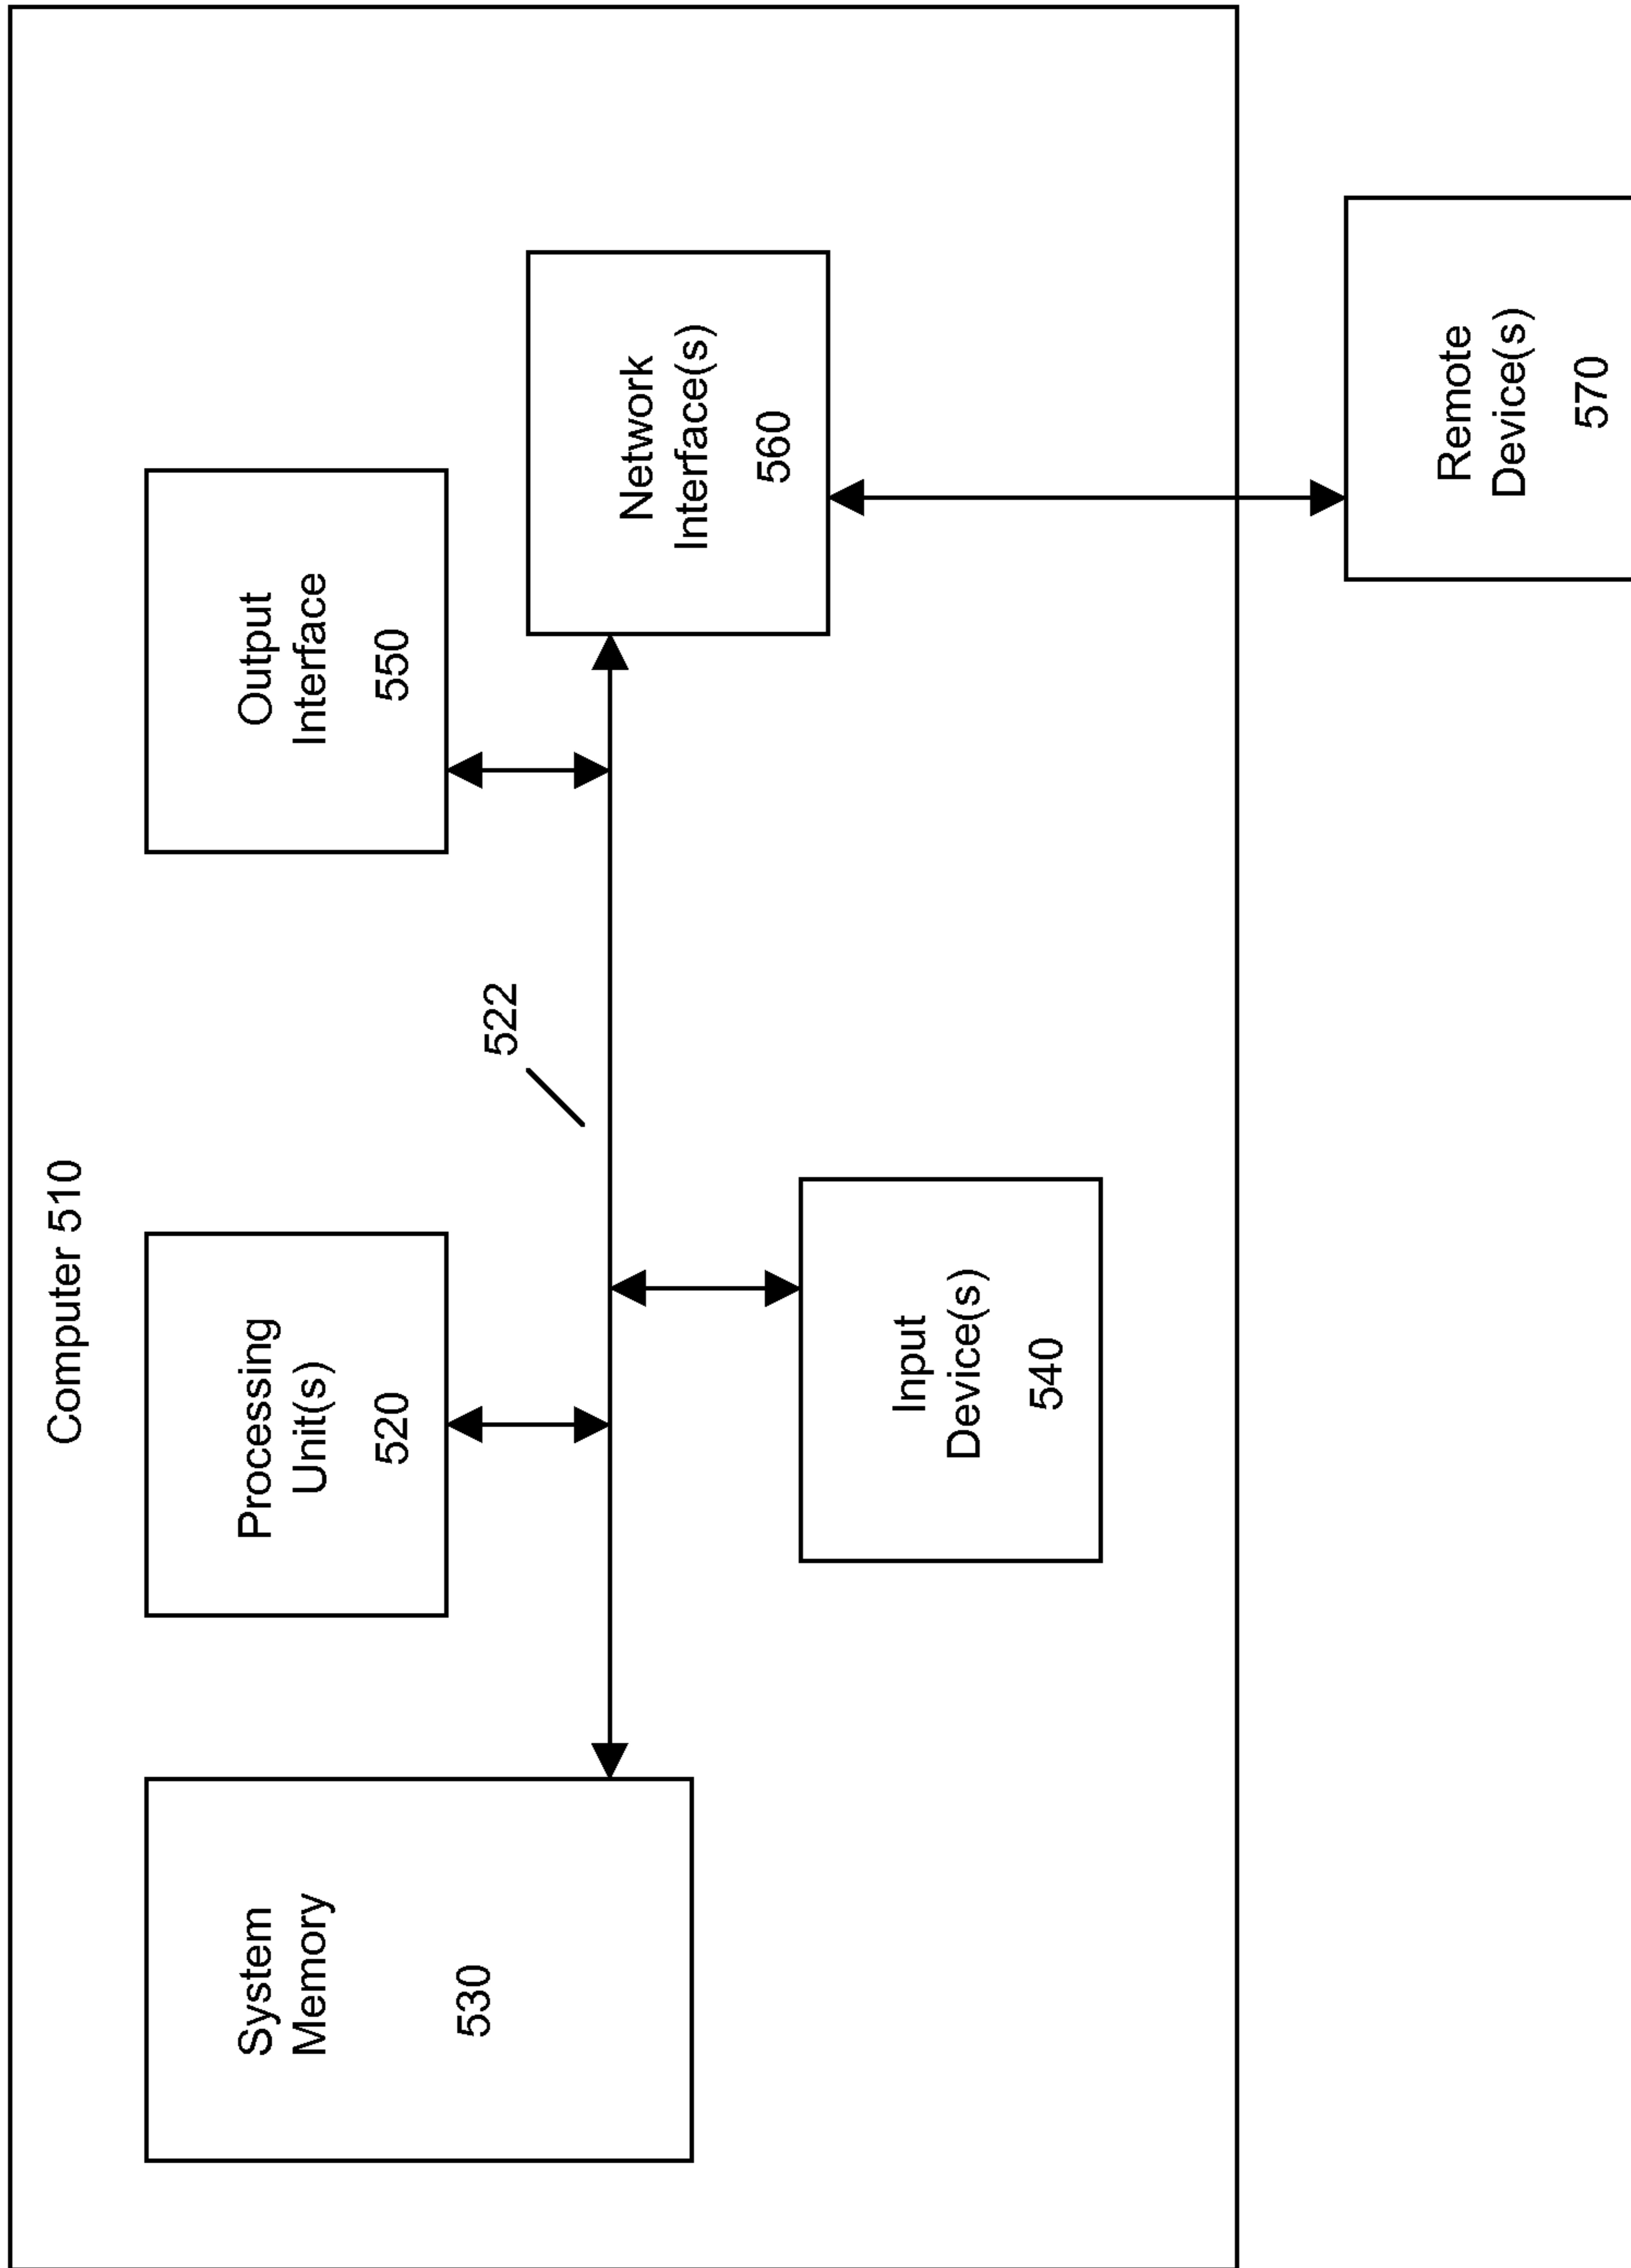 Computer 510
System
Memory
530
Processing
Unit(s)
520
522
Output
Interface
550
Network
Interface(s)
560
Input
Device(s)
540
Remote
Device(s)
570